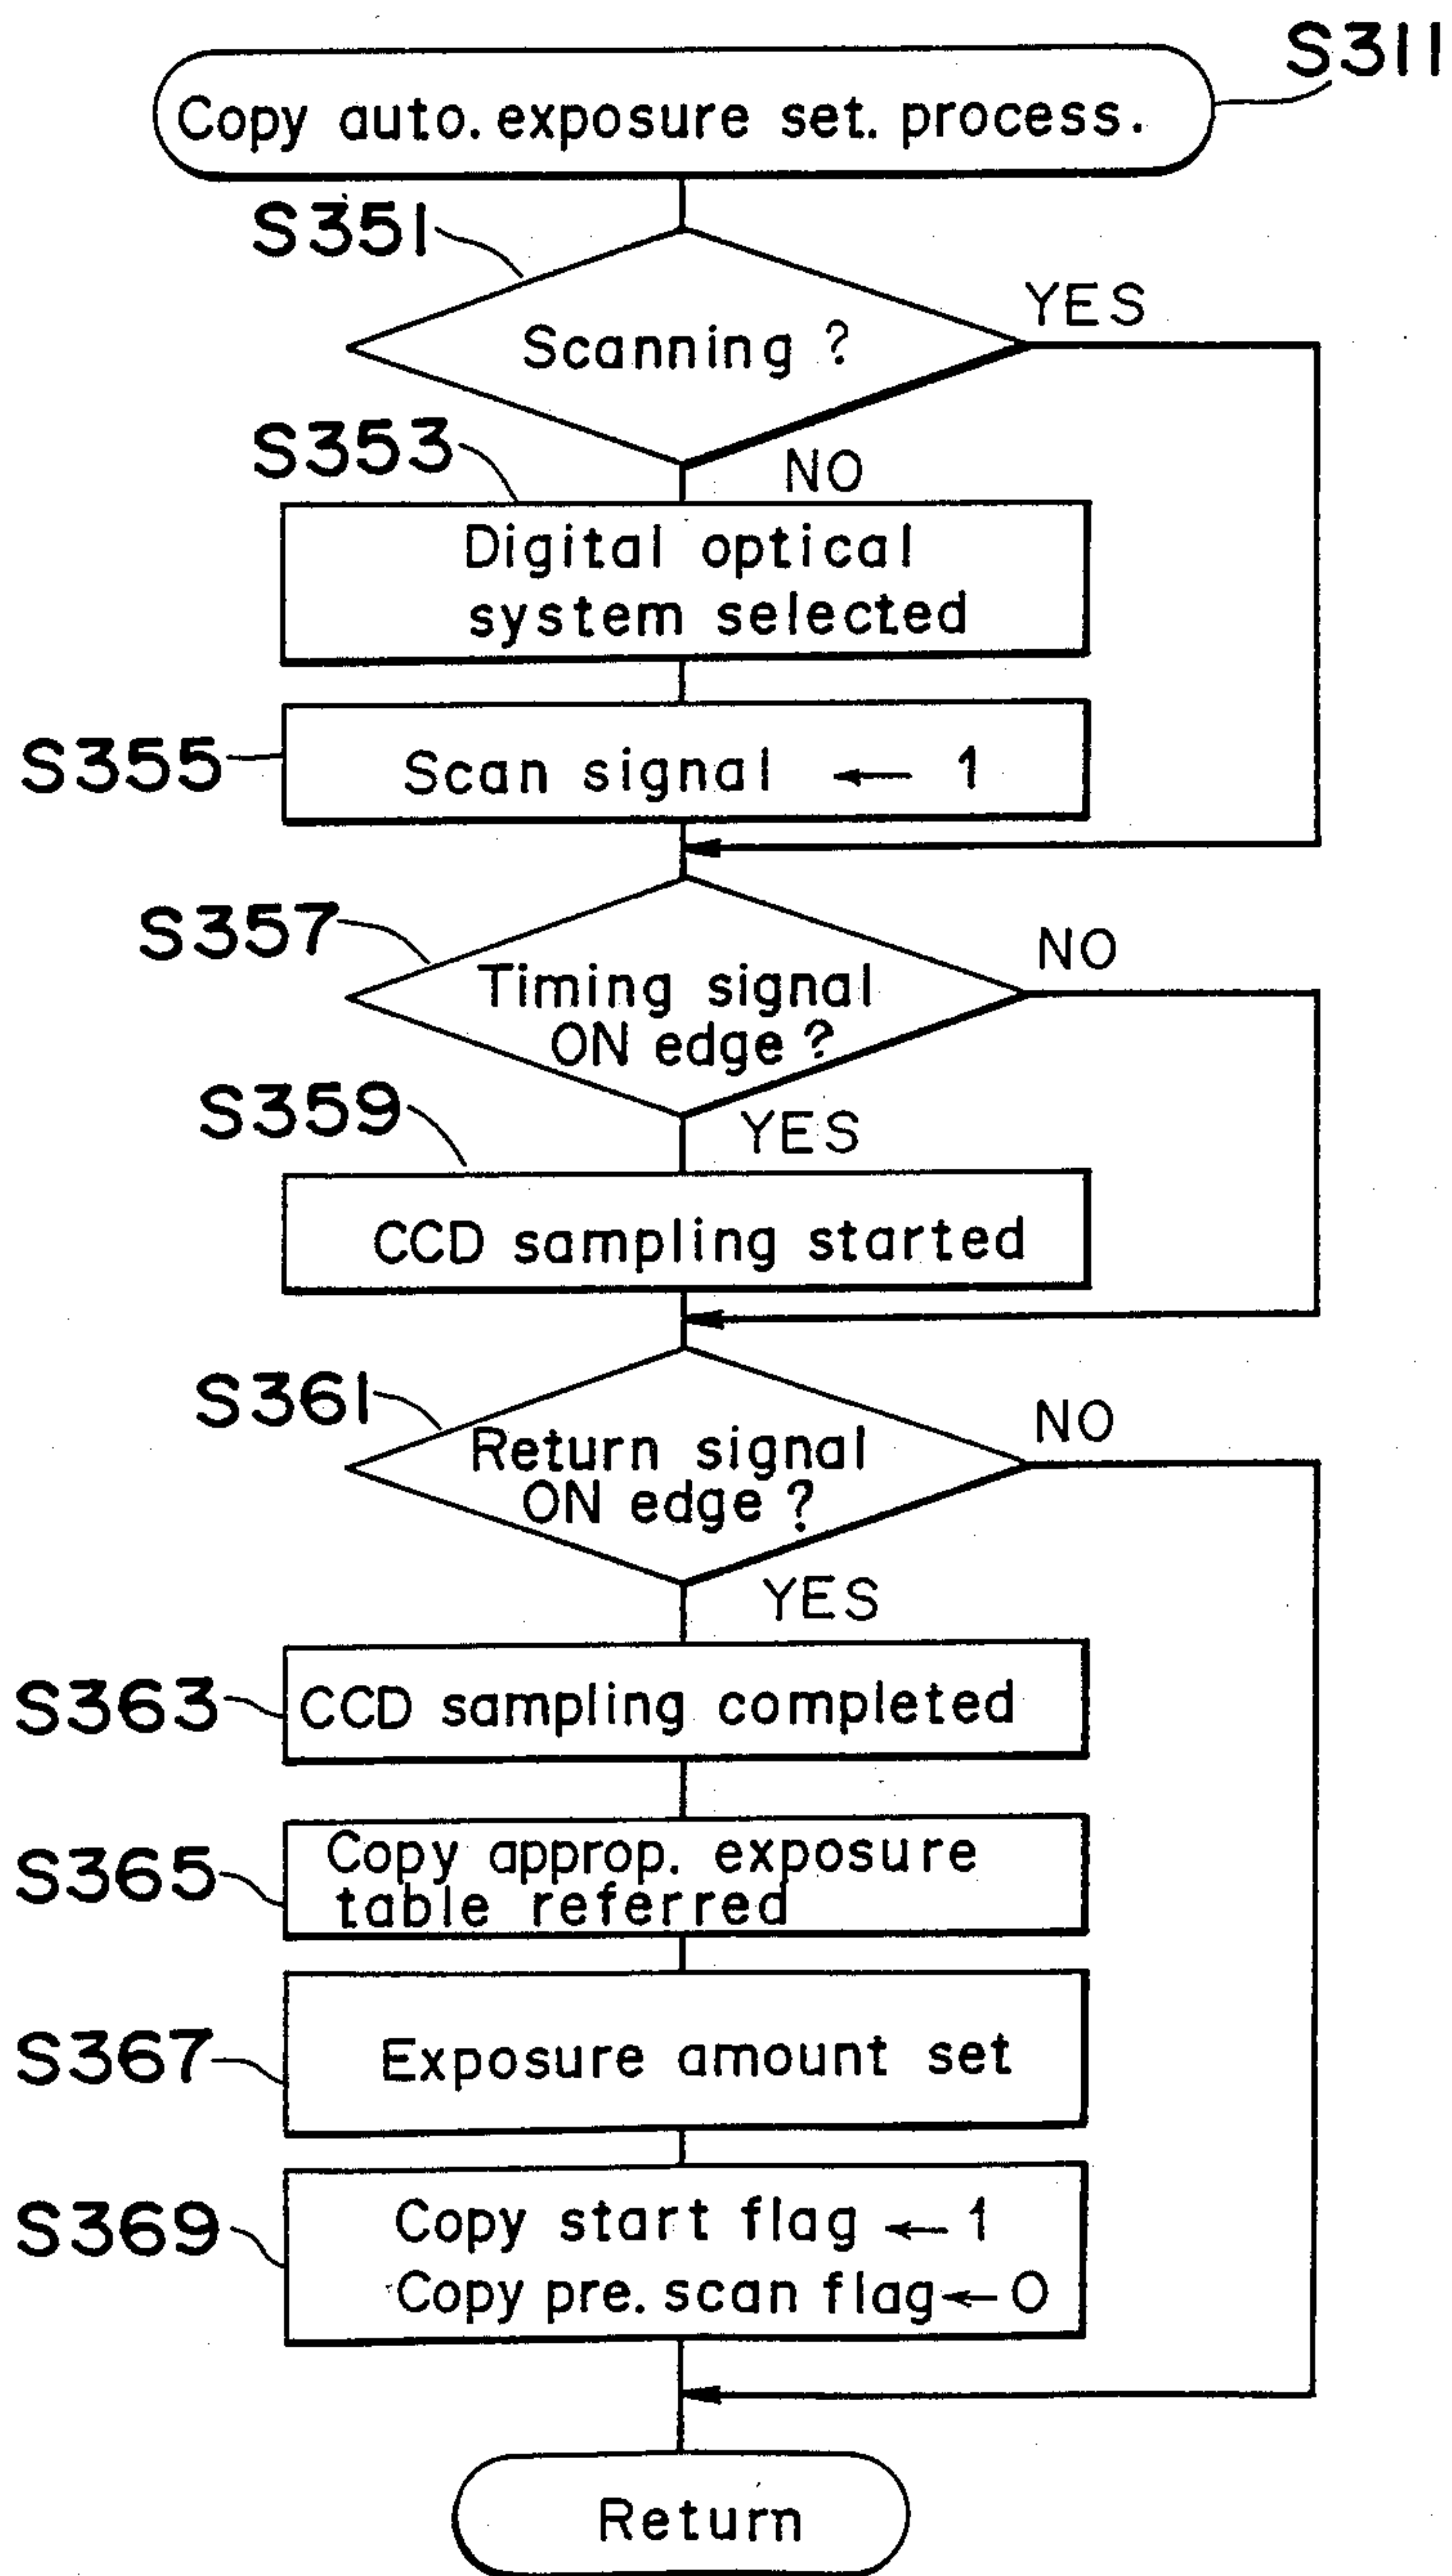 S311
Copy auto. exposure set. process.
S351
Scanning ?
YES
NO
S353
Digital optical
system selected
S355
Scan signal ← 1
S357
Timing signal
ON edge ?
NO
YES
S359
CCD sampling started
S361
Return signal
ON edge ?
NO
YES
S363
CCD sampling completed
S365
Copy approp. exposure
table referred
S367
Exposure amount set
S369
Copy start flag ← 1
Copy pre. scan flag ← 0
Return